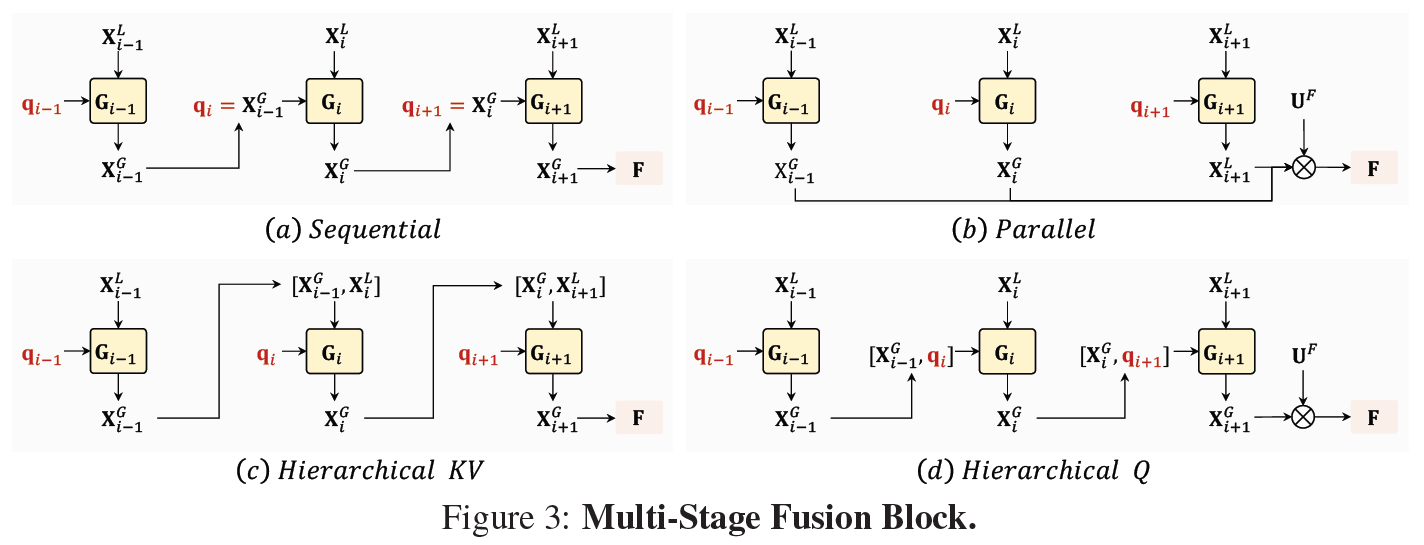 X^L_{i−1} X^L_i X^L_{i+1}
q_{i−1} G_{i−1} q_i = X^G_{i−1} G_i q_{i+1} = X^G_i G_{i+1}
X^G_{i−1} X^G_i X^G_{i+1} F
(a) Sequential
X^L_{i−1} X^L_i X^L_{i+1}
q_{i−1} G_{i−1} q_i G_i q_{i+1} G_{i+1} U^F
X^G_{i−1} X^G_i X^L_{i+1} F
(b) Parallel
X^L_{i−1} [X^G_{i−1}, X^L_i] [X^G_i, X^L_{i+1}]
q_{i−1} G_{i−1} q_i G_i q_{i+1} G_{i+1}
X^G_{i−1} X^G_i X^G_{i+1} F
(c) Hierarchical KV
X^L_{i−1} X^L_i X^L_{i+1}
q_{i−1} G_{i−1} [X^G_{i−1}, q_i] G_i [X^G_i, q_{i+1}] G_{i+1} U^F
X^G_{i−1} X^G_i X^G_{i+1} F
(d) Hierarchical Q
Figure 3: Multi-Stage Fusion Block.